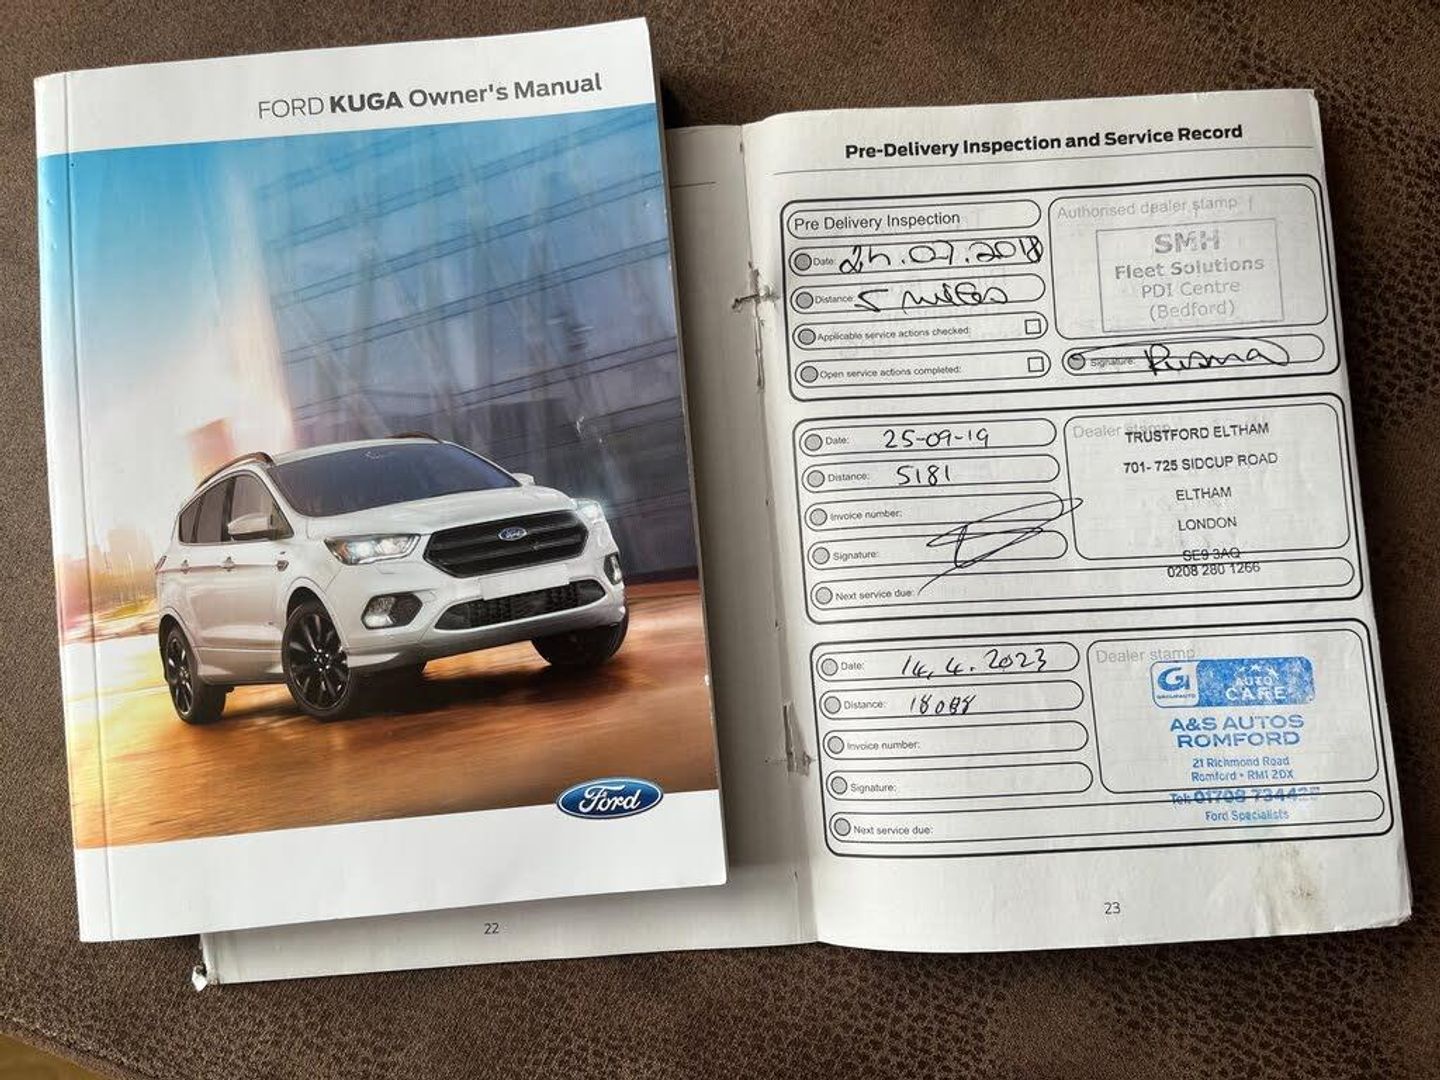 FORD KUGA Owner's Manual
Ford
22
Pre-Delivery Inspection and Service Record
Pre Delivery Inspection
Date: 24.07.2018
Distance: 5 miles
Applicable service actions checked:
Open service actions completed:
Authorised dealer stamp
SMH
Fleet Solutions
PDI Centre
(Bedford)
Signature:
Date: 25-09-19
Distance: 5181
Invoice number:
Signature:
Next service due:
Dealer stamp
TRUSTFORD ELTHAM
701-725 SIDCUP ROAD
ELTHAM
LONDON
SE9 3AQ
0208 280 1266
Date: 14.4.2023
Distance:
Invoice number:
Signature:
Next service due:
Dealer stamp
G
GROUPAUTO
AUTO
CARE
A&S AUTOS
ROMFORD
21 Richmond Road
Romford • RM1 2DX
Tel: 01708 734425
Ford Specialists
23